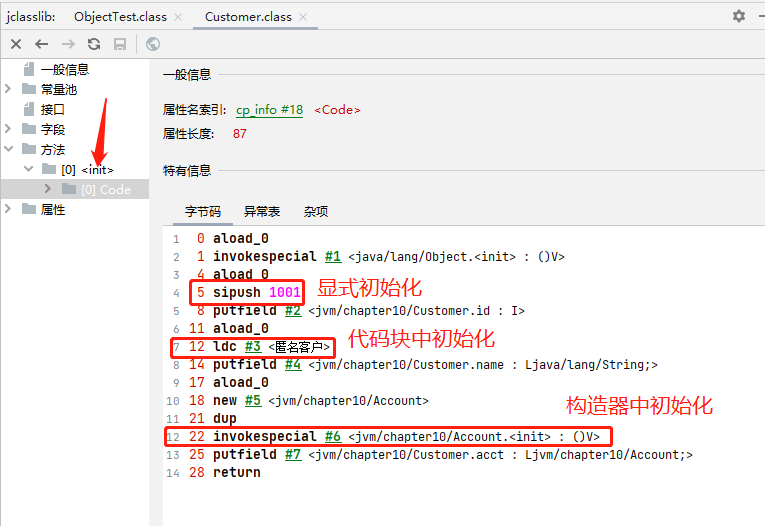 jclasslib: ObjectTest.class Customer.class
一般信息
常量池
接口
字段
方法
[0] <init>
[0] Code
属性
一般信息
属性名索引: cp_info #18 <Code>
属性长度: 87
特有信息
字节码 异常表 杂项
1 0 aload_0
2 1 invokespecial #1 <java/lang/Object.<init> : ()V>
3 4 aload_0
4 5 sipush 1001 显式初始化
5 8 putfield #2 <jvm/chapter10/Customer.id : I>
6 11 aload_0
7 12 ldc #3 <匿名客户> 代码块中初始化
8 14 putfield #4 <jvm/chapter10/Customer.name : Ljava/lang/String;>
9 17 aload_0
10 18 new #5 <jvm/chapter10/Account> 构造器中初始化
11 21 dup
12 22 invokespecial #6 <jvm/chapter10/Account.<init> : ()V>
13 25 putfield #7 <jvm/chapter10/Customer.acct : Ljvm/chapter10/Account;>
14 28 return